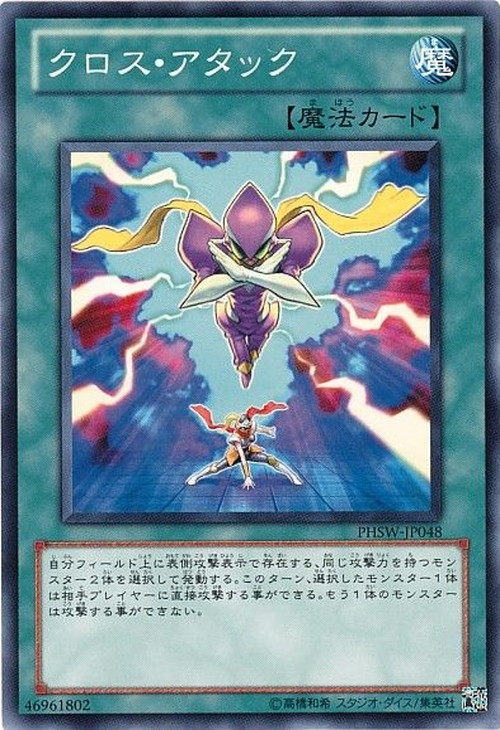 クロス・アタック
魔
【魔法カード】
PHSW-JP048
自分フィールド上に表側攻撃表示で存在する、同じ攻撃力を持つモン
スター2体を選択して発動する。このターン、選択したモンスター1体
は相手プレイヤーに直接攻撃する事ができる。もう1体のモンスター
は攻撃する事ができない。
46961802
©高橋和希 スタジオ・ダイス/集英社